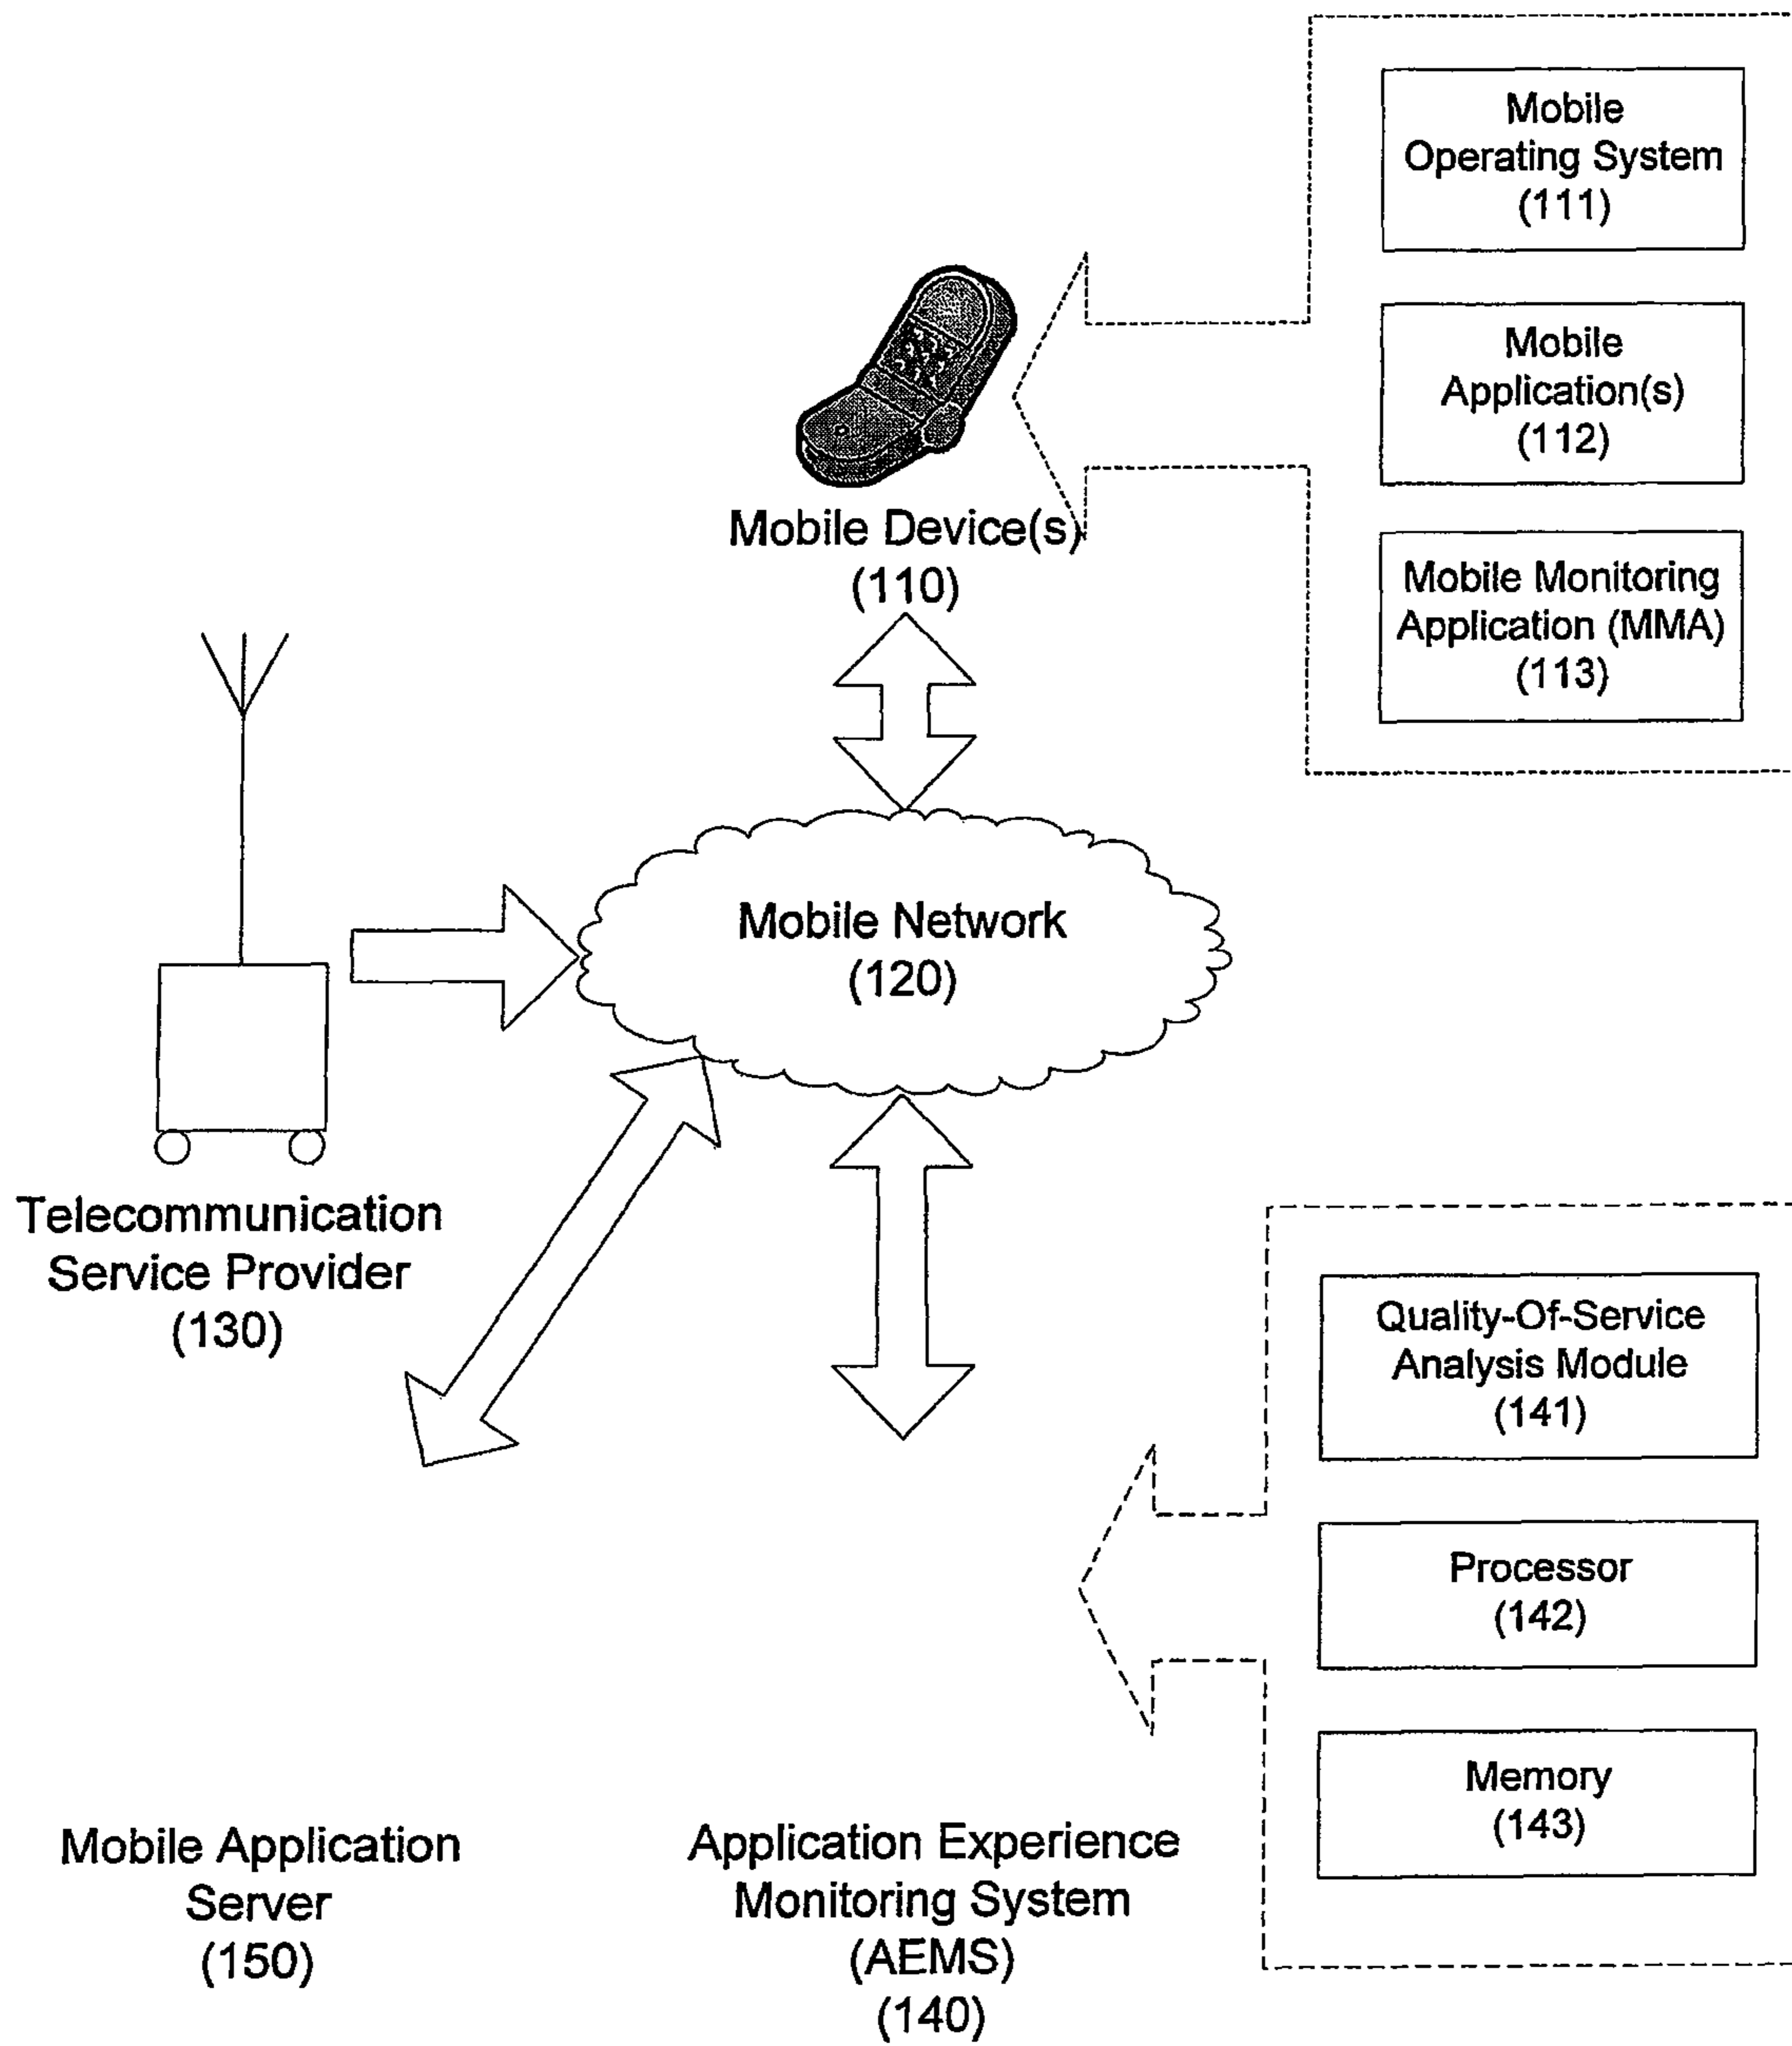 Mobile
Operating System
(111)
Mobile
Application(s)
(112)
Mobile Monitoring
Application (MMA)
(113)
Mobile Device(s)
(110)
Mobile Network
(120)
Telecommunication
Service Provider
(130)
Quality-Of-Service
Analysis Module
(141)
Processor
(142)
Memory
(143)
Mobile Application
Server
(150)
Application Experience
Monitoring System
(AEMS)
(140)